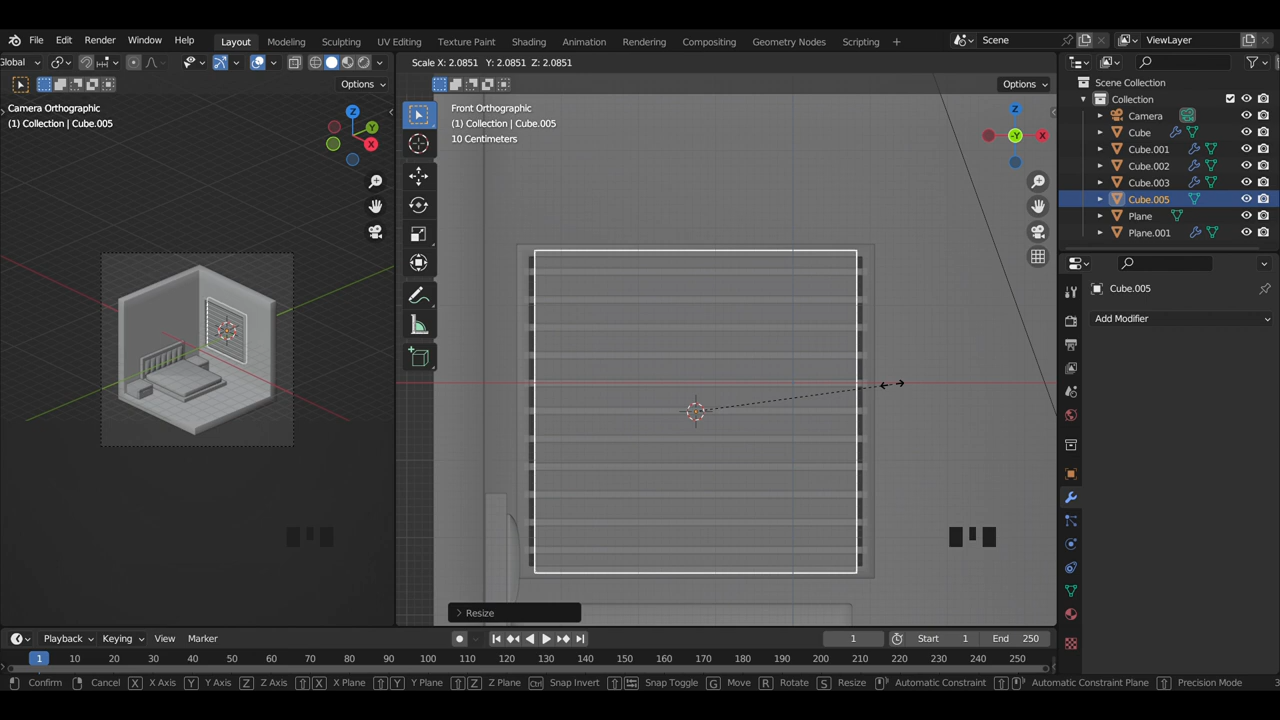 File Edit Render Window Help Layout Modeling Sculpting UV Editing Texture Paint Shading Animation Rendering Compositing Geometry Nodes Scripting + Scene ViewLayer
Global Scale X: 2.0851 Y: 2.0851 Z: 2.0851
Options Options
Camera Orthographic
(1) Collection | Cube.005
Z
Y
X
Front Orthographic
(1) Collection | Cube.005
10 Centimeters
Z
-Y
X
Scene Collection
Collection
Camera
Cube
Cube.001
Cube.002
Cube.003
Cube.005
Plane
Plane.001
Cube.005
Add Modifier
> Resize
Playback Keying View Marker 1 Start 1 End 250
1 10 20 30 40 50 60 70 80 90 100 110 120 130 140 150 160 170 180 190 200 210 220 230 240 250
Confirm Cancel X X Axis Y Y Axis Z Z Axis X X Plane Y Y Plane Z Z Plane Ctrl Snap Invert Snap Toggle G Move R Rotate S Resize Automatic Constraint Automatic Constraint Plane Precision Mode 3